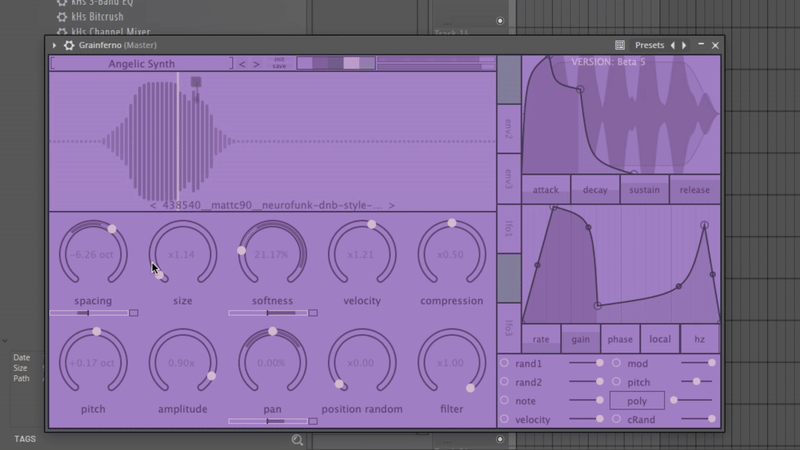 kHs 3-Band EQ
kHs Bitcrush
kHs Channel Mixer
Track 16
Grainferno (Master)
Presets
Angelic Synth
< >
save
VERSION: Beta 5
env2
env3
< 438540__mattc90__neurofunk-dnb-style-... >
attack decay sustain release
-6.26 oct x1.14 21.17% x1.21 x0.50
spacing size softness velocity compression
lfo1
lfo3
+0.17 oct 0.90x 0.00% x0.00 x1.00
pitch amplitude pan position random filter
rate gain phase local hz
rand1 mod
rand2 pitch
note poly
velocity cRand
Date
Size
Path
TAGS